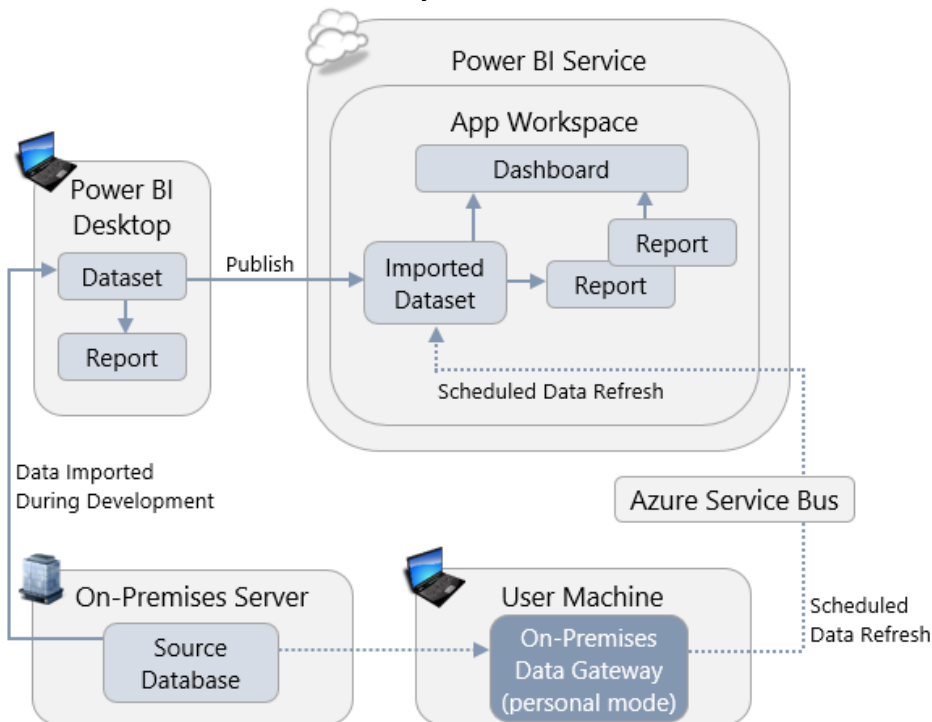 Power BI Service
App Workspace
Dashboard
Power BI
Desktop
Report
Publish
Imported
Dataset
Dataset
Report
Report
Scheduled Data Refresh
Data Imported
During Development
Azure Service Bus
On-Premises Server
User Machine
Scheduled
Data Refresh
Source
Database
On-Premises
Data Gateway
(personal mode)